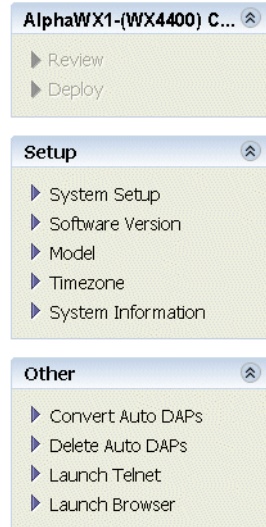 AlphaWX1-(WX4400) C...
Review
Deploy
Setup
System Setup
Software Version
Model
Timezone
System Information
Other
Convert Auto DAPs
Delete Auto DAPs
Launch Telnet
Launch Browser